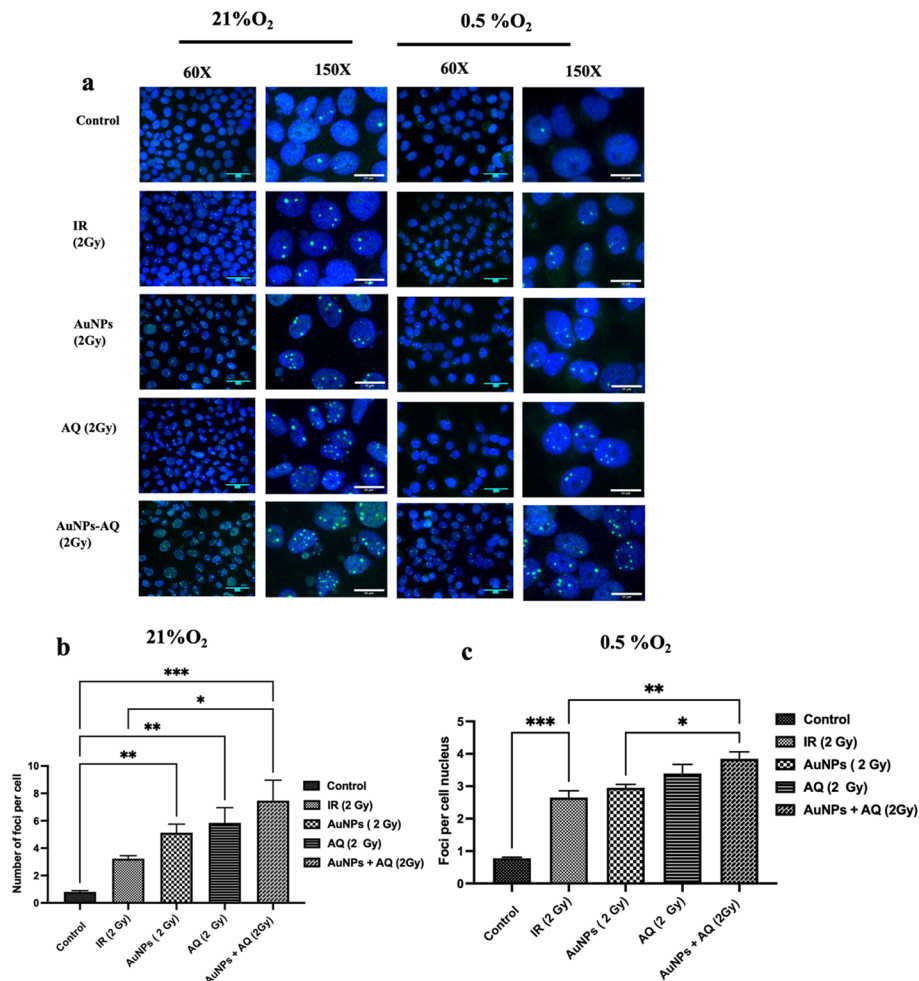 21%O₂ 0.5 %O₂
60X 150X 60X 150X
a
Control
IR
(2Gy)
AuNPs
(2Gy)
AQ (2Gy)
AuNPs-AQ
(2Gy)
b
21%O₂
***
*
**
**
Number of foci per cell
10
8
6
4
2
0
Control
IR (2 Gy)
AuNPs ( 2 Gy)
AQ (2 Gy)
AuNPs + AQ (2Gy)
Control
IR (2 Gy)
AuNPs ( 2 Gy)
AQ (2 Gy)
AuNPs + AQ (2Gy)
c
0.5 %O₂
**
***
*
Foci per cell nucleus
5
4
3
2
1
0
Control
IR (2 Gy)
AuNPs ( 2 Gy)
AQ (2 Gy)
AuNPs + AQ (2Gy)
Control
IR (2 Gy)
AuNPs ( 2 Gy)
AQ (2 Gy)
AuNPs + AQ (2Gy)